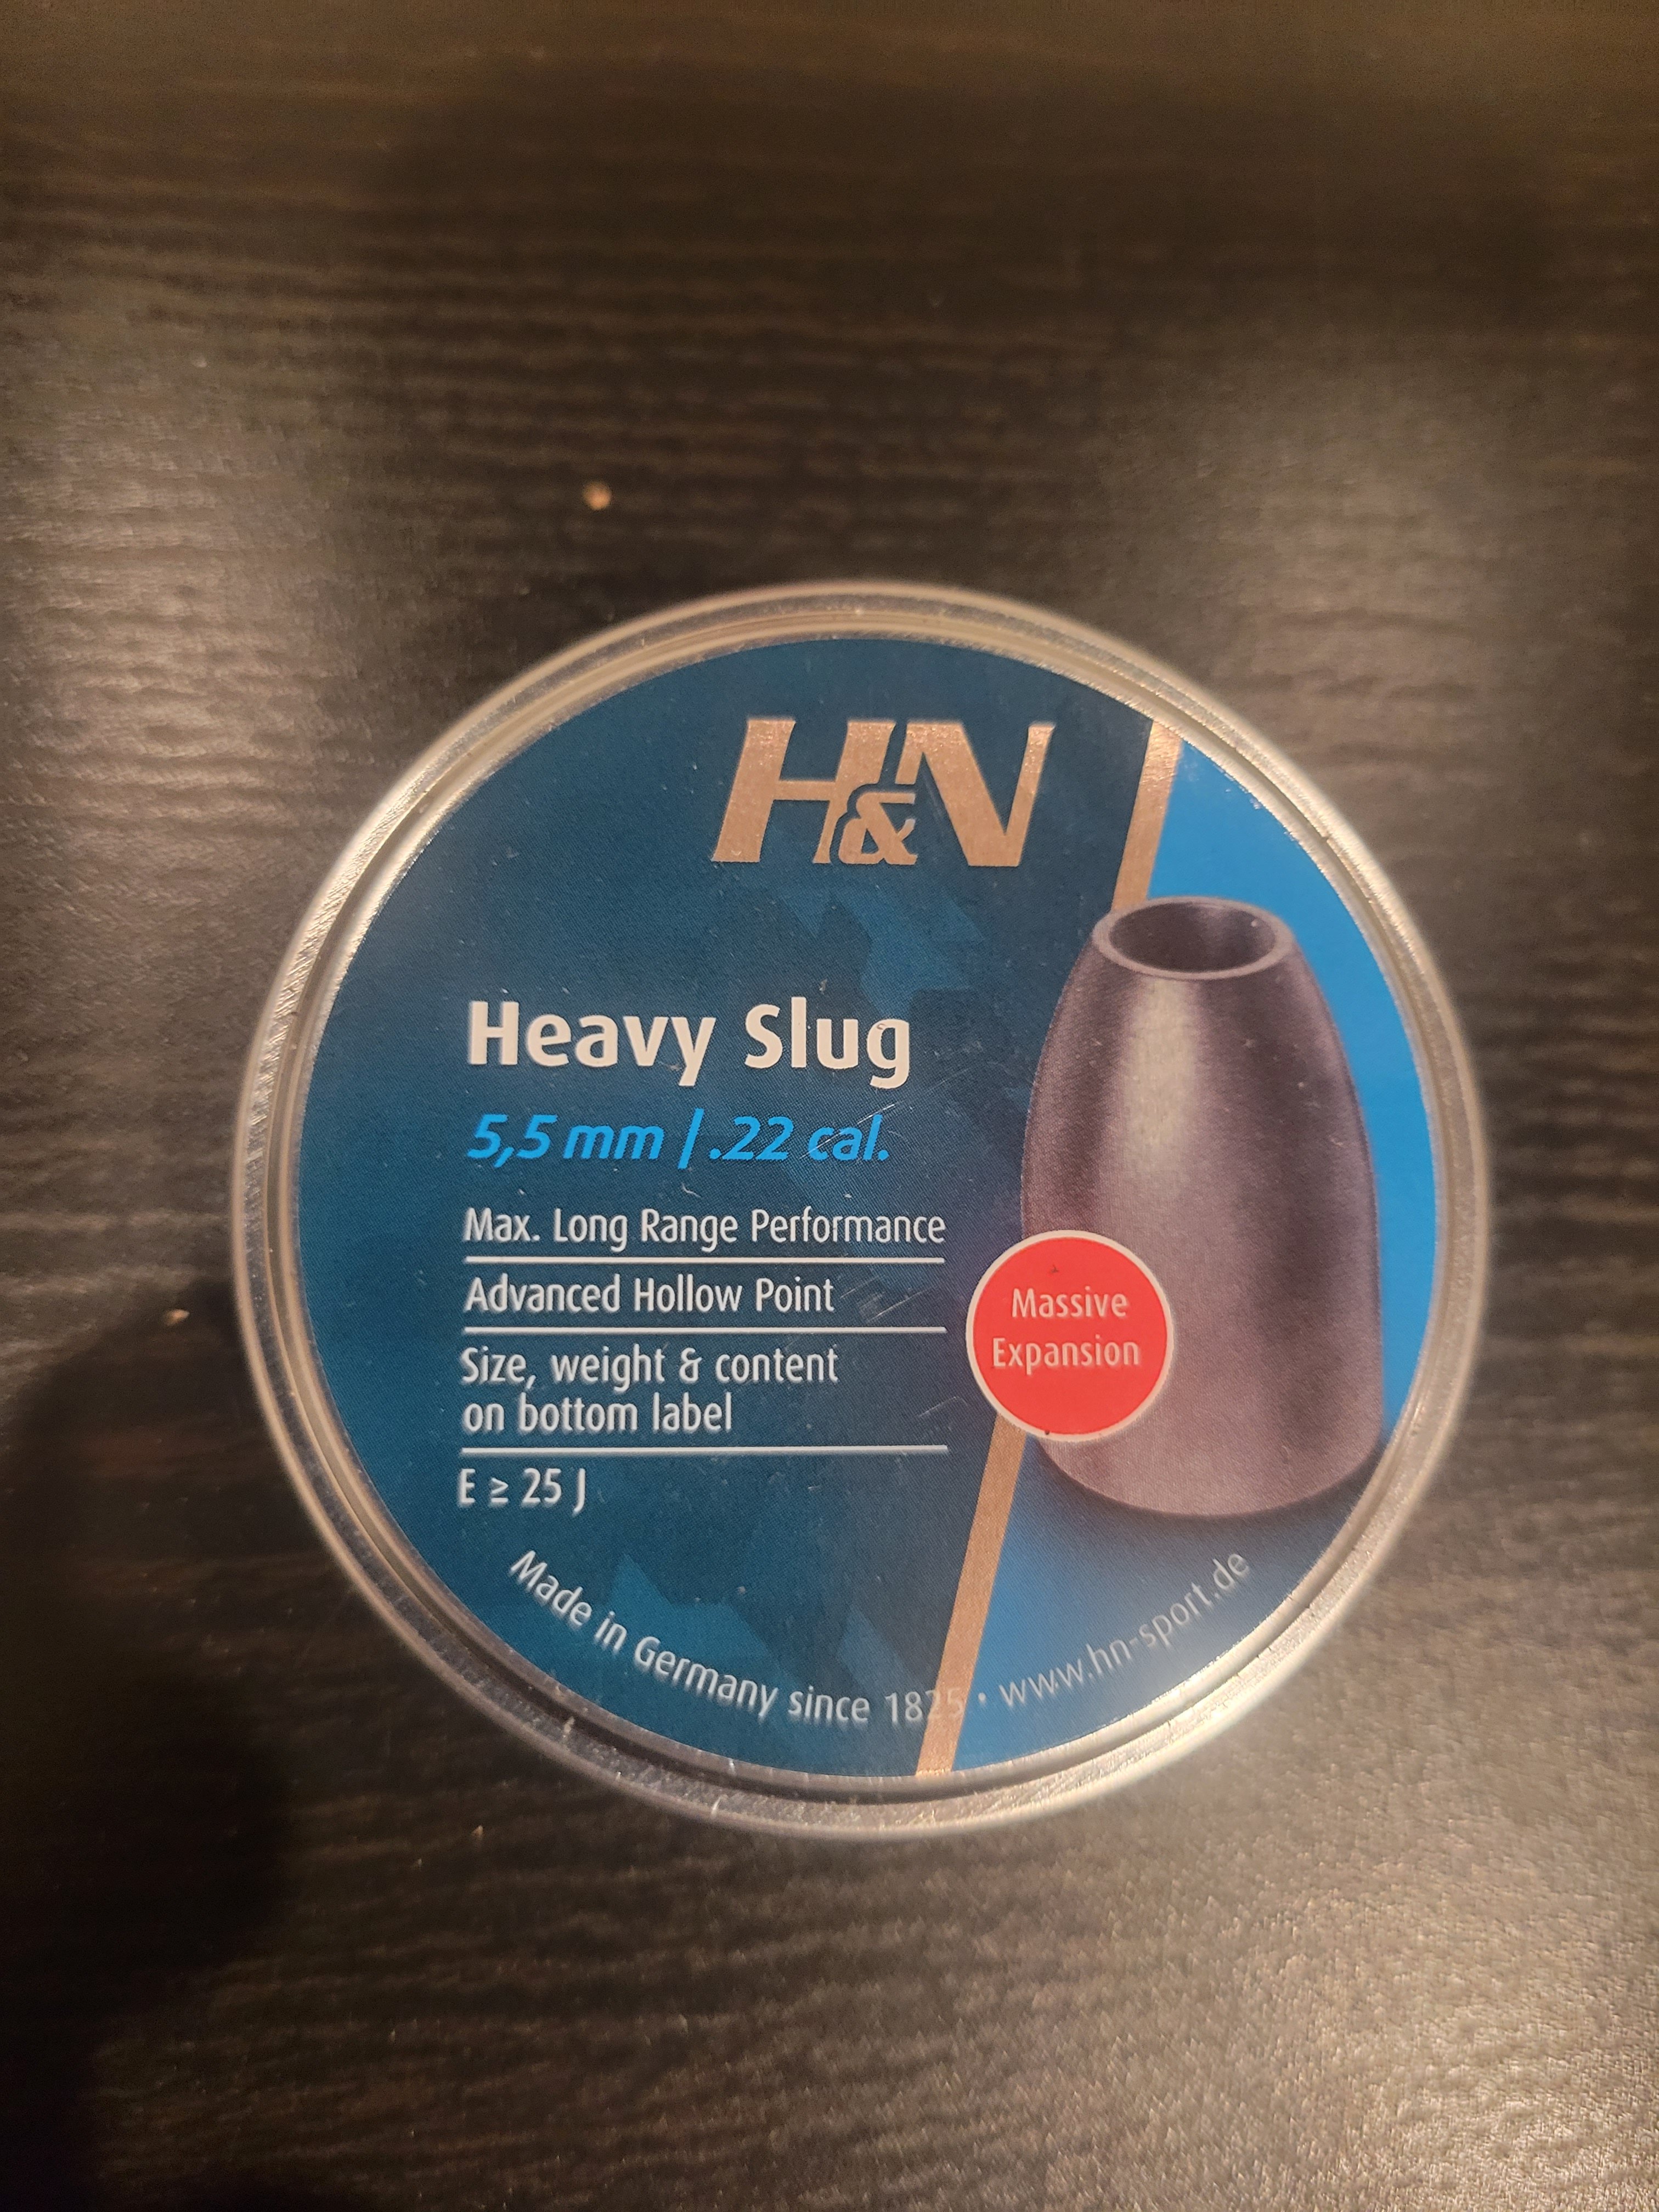 H&N
Heavy Slug
5,5 mm | .22 cal.
Max. Long Range Performance
Advanced Hollow Point
Size, weight & content
on bottom label
E ≥ 25 J
Massive
Expansion
Made in Germany since 1825 • www.hn-sport.de